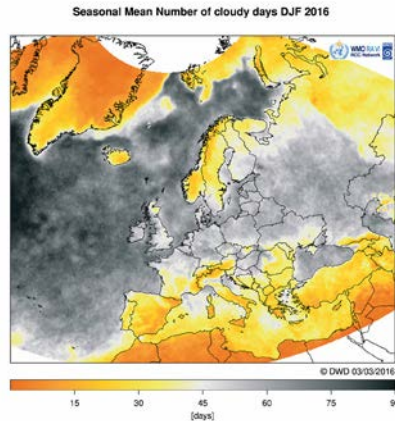 Seasonal Mean Number of cloudy days DJF 2016
WMO RA VI
RCC-Network
© DWD 03/03/2016
15 30 45 60 75 9
[days]